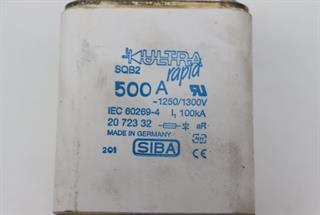 ULTRA
rapid
SQB2
500 A
~1250/1300V
IEC 60269-4 I₁ 100kA
20 723 32 aR
MADE IN GERMANY
201 SIBA CE